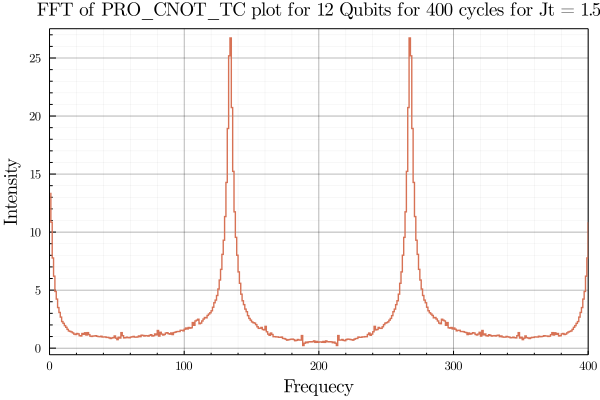 FFT of PRO_CNOT_TC plot for 12 Qubits for 400 cycles for Jt = 1.5
25
20
15
10
5
0
Intensity
0 100 200 300 400
Frequecy